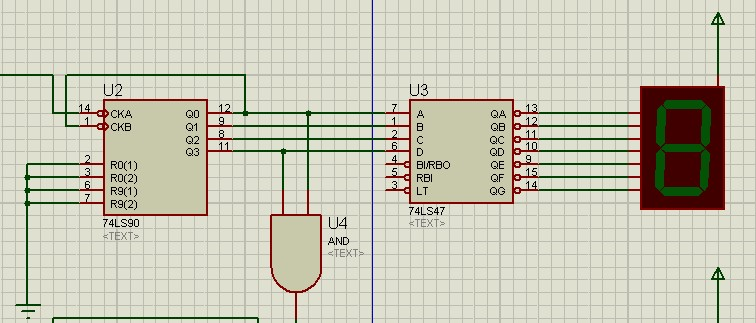 U2
14 CKA Q0 12
1 CKB Q1 9
Q2 8
Q3 11
2 R0(1)
3 R0(2)
6 R9(1)
7 R9(2)
74LS90
<TEXT>
U4
AND
<TEXT>
U3
7 A QA 13
1 B QB 12
2 C QC 11
6 D QD 10
4 BI/RBO QE 9
5 RBI QF 15
3 LT QG 14
74LS47
<TEXT>